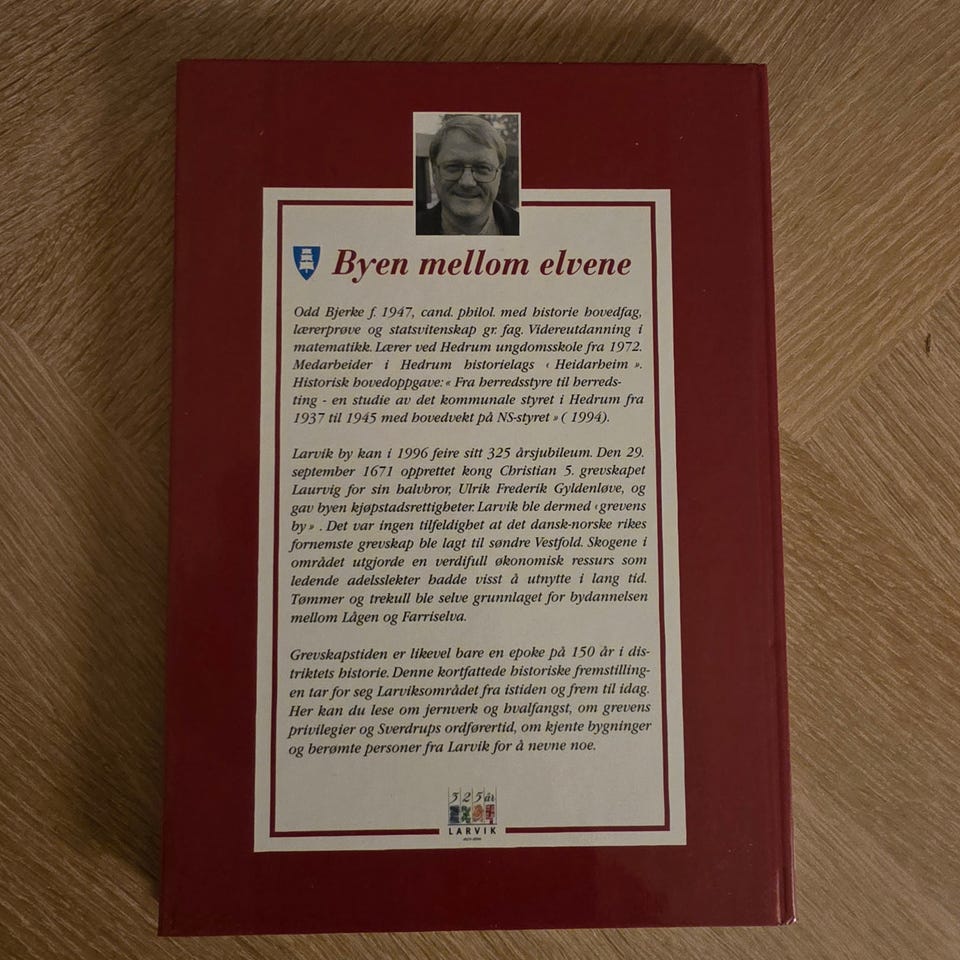 Byen mellom elvene
Odd Bjerke f. 1947, cand. philol. med historie hovedfag,
lærerprøve og statsvitenskap gr. fag. Videreutdanning i
matematikk. Lærer ved Hedrum ungdomsskole fra 1972.
Medarbeider i Hedrum historielags ‹ Heidarheim ».
Historisk hovedoppgave: « Fra herredsstyre til herreds-
ting - en studie av det kommunale styret i Hedrum fra
1937 til 1945 med hovedvekt på NS-styret » ( 1994).
Larvik by kan i 1996 feire sitt 325 årsjubileum. Den 29.
september 1671 opprettet kong Christian 5. grevskapet
Laurvig for sin halvbror, Ulrik Frederik Gyldenløve, og
gav byen kjøpstadsrettigheter. Larvik ble dermed ‹grevens
by» . Det var ingen tilfeldighet at det dansk-norske rikes
fornemste grevskap ble lagt til søndre Vestfold. Skogene i
området utgjorde en verdifull økonomisk ressurs som
ledende adelsslekter hadde visst å utnytte i lang tid.
Tømmer og trekull ble selve grunnlaget for bydannelsen
mellom Lågen og Farriselva.
Grevskapstiden er likevel bare en epoke på 150 år i dis-
triktets historie. Denne kortfattede historiske fremstilling-
en tar for seg Larviksområdet fra istiden og frem til idag.
Her kan du lese om jernverk og hvalfangst, om grevens
privilegier og Sverdrups ordførertid, om kjente bygninger
og berømte personer fra Larvik for å nevne noe.
325 år
LARVIK